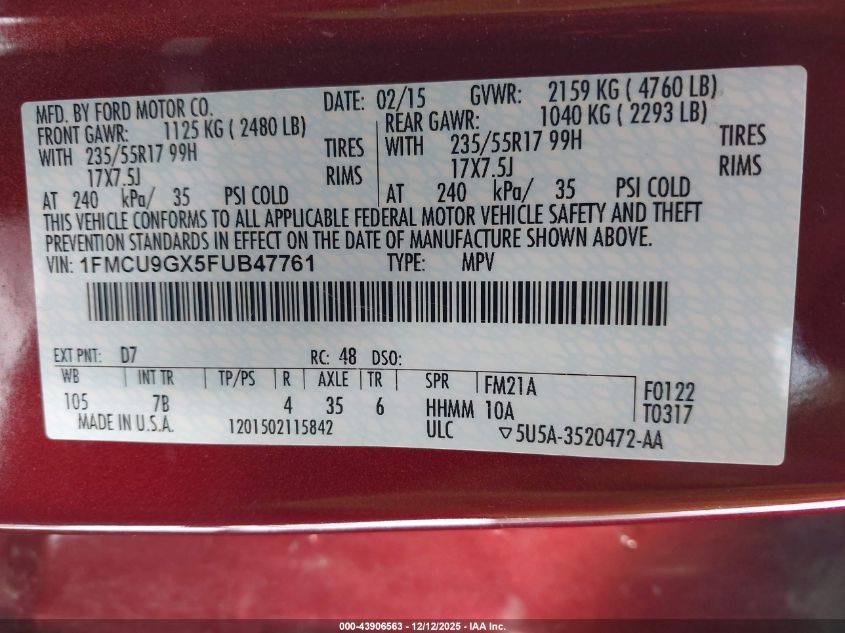 MFD. BY FORD MOTOR CO. DATE: 02/15 GVWR: 2159 KG ( 4760 LB)
FRONT GAWR: 1125 KG ( 2480 LB) REAR GAWR: 1040 KG ( 2293 LB)
WITH 235/55R17 99H TIRES WITH 235/55R17 99H TIRES
17X7.5J RIMS 17X7.5J RIMS
AT 240 kPa/ 35 PSI COLD AT 240 kPa/ 35 PSI COLD
THIS VEHICLE CONFORMS TO ALL APPLICABLE FEDERAL MOTOR VEHICLE SAFETY AND THEFT
PREVENTION STANDARDS IN EFFECT ON THE DATE OF MANUFACTURE SHOWN ABOVE.
VIN: 1FMCU9GX5FUB47761 TYPE: MPV
EXT PNT: D7 RC: 48 DSO:
WB INT TR TP/PS R AXLE TR SPR FM21A F0122
105 7B 4 35 6 HHMM 10A T0317
MADE IN U.S.A. 1201502115842 ULC ▽5U5A-3520472-AA
000-43906563 - 12/12/2025 - IAA Inc.